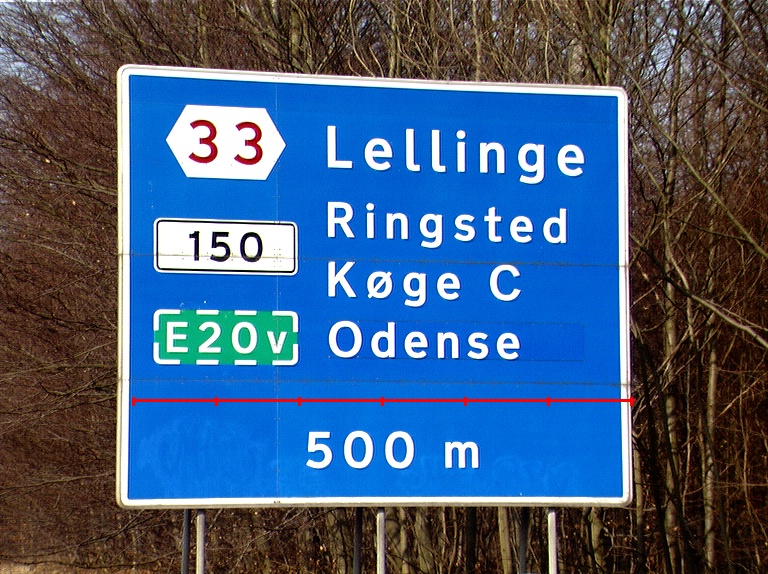 33 Lellinge
150 Ringsted
Køge C
E20v Odense
500 m